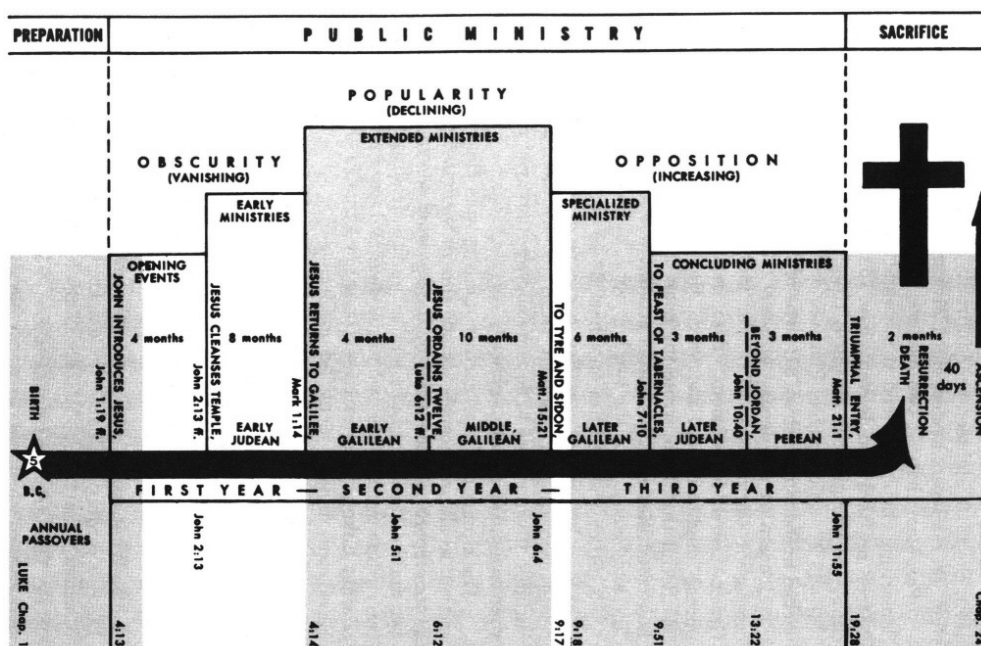 PREPARATION
PUBLIC MINISTRY
SACRIFICE
POPULARITY
(DECLINING)
EXTENDED MINISTRIES
OBSCURITY
(VANISHING)
OPPOSITION
(INCREASING)
EARLY
MINISTRIES
SPECIALIZED
MINISTRY
OPENING
EVENTS
CONCLUDING MINISTRIES
BIRTH
JOHN INTRODUCES JESUS,
John 1:19 ff.
4 months
JESUS CLEANSES TEMPLE,
John 2:13 ff.
8 months
JESUS RETURNS TO GALILEE,
Mark 1:14
4 months
JESUS ORDAINS TWELVE,
Luke 6:12 ff.
10 months
TO TYRE AND SIDON,
Matt. 15:21
6 months
TO FEAST OF TABERNACLES,
John 7:10
3 months
BEYOND JORDAN,
John 10:40
3 months
TRIUMPHAL ENTRY,
Matt. 21:1
2 months
RESURRECTION
DEATH
40
days
ASCENSION
EARLY
JUDEAN
EARLY
GALILEAN
MIDDLE,
GALILEAN
LATER
GALILEAN
LATER
JUDEAN
PEREAN
5
B.C.
FIRST YEAR — SECOND YEAR — THIRD YEAR
ANNUAL
PASSOVERS
John 2:13
John 5:1
John 6:4
John 11:55
LUKE Chap. 1
4:13
4:14
6:12
9:17
9:18
9:51
13:22
19:28
Chap. 24